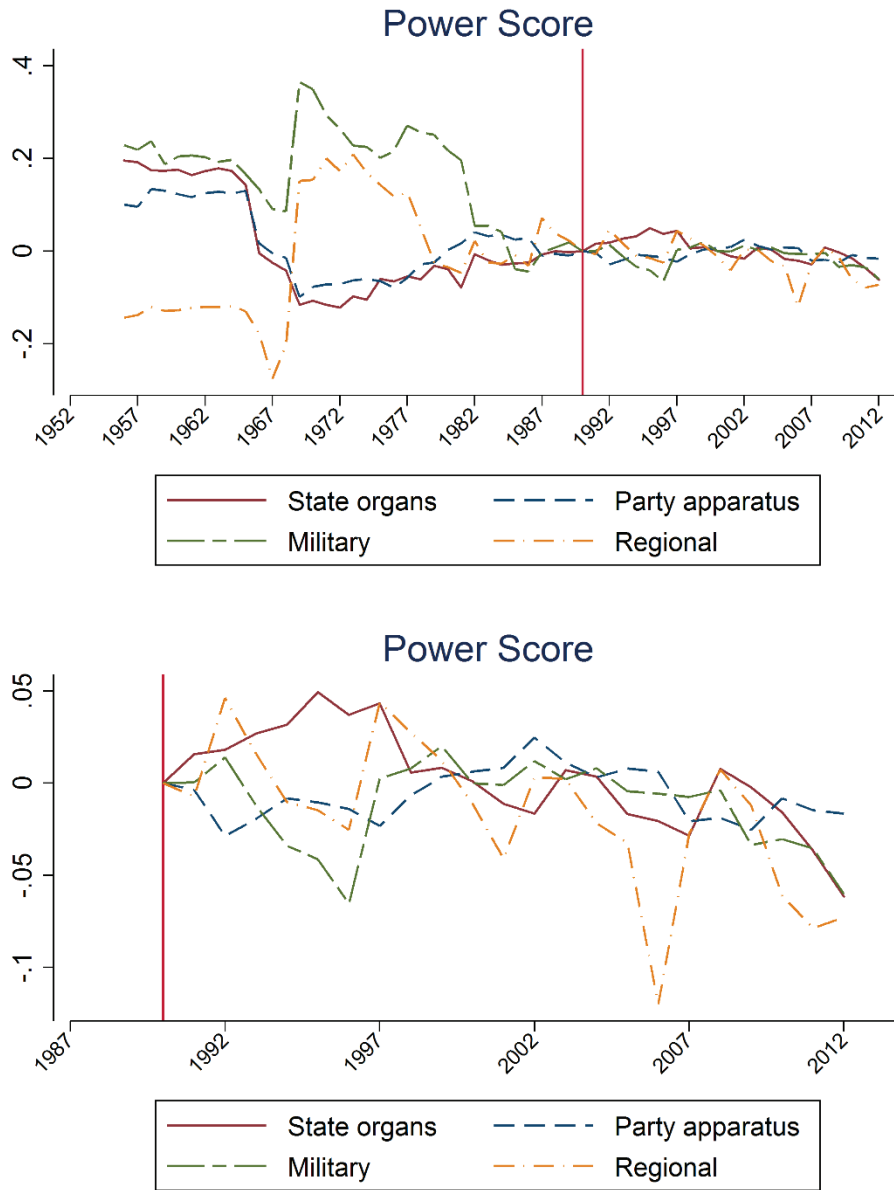 Power Score
.4
.2
0
-.2
1952 1957 1962 1967 1972 1977 1982 1987 1992 1997 2002 2007 2012
State organs Party apparatus
Military Regional
Power Score
0.05
0
-.05
-.1
1987 1992 1997 2002 2007 2012
State organs Party apparatus
Military Regional